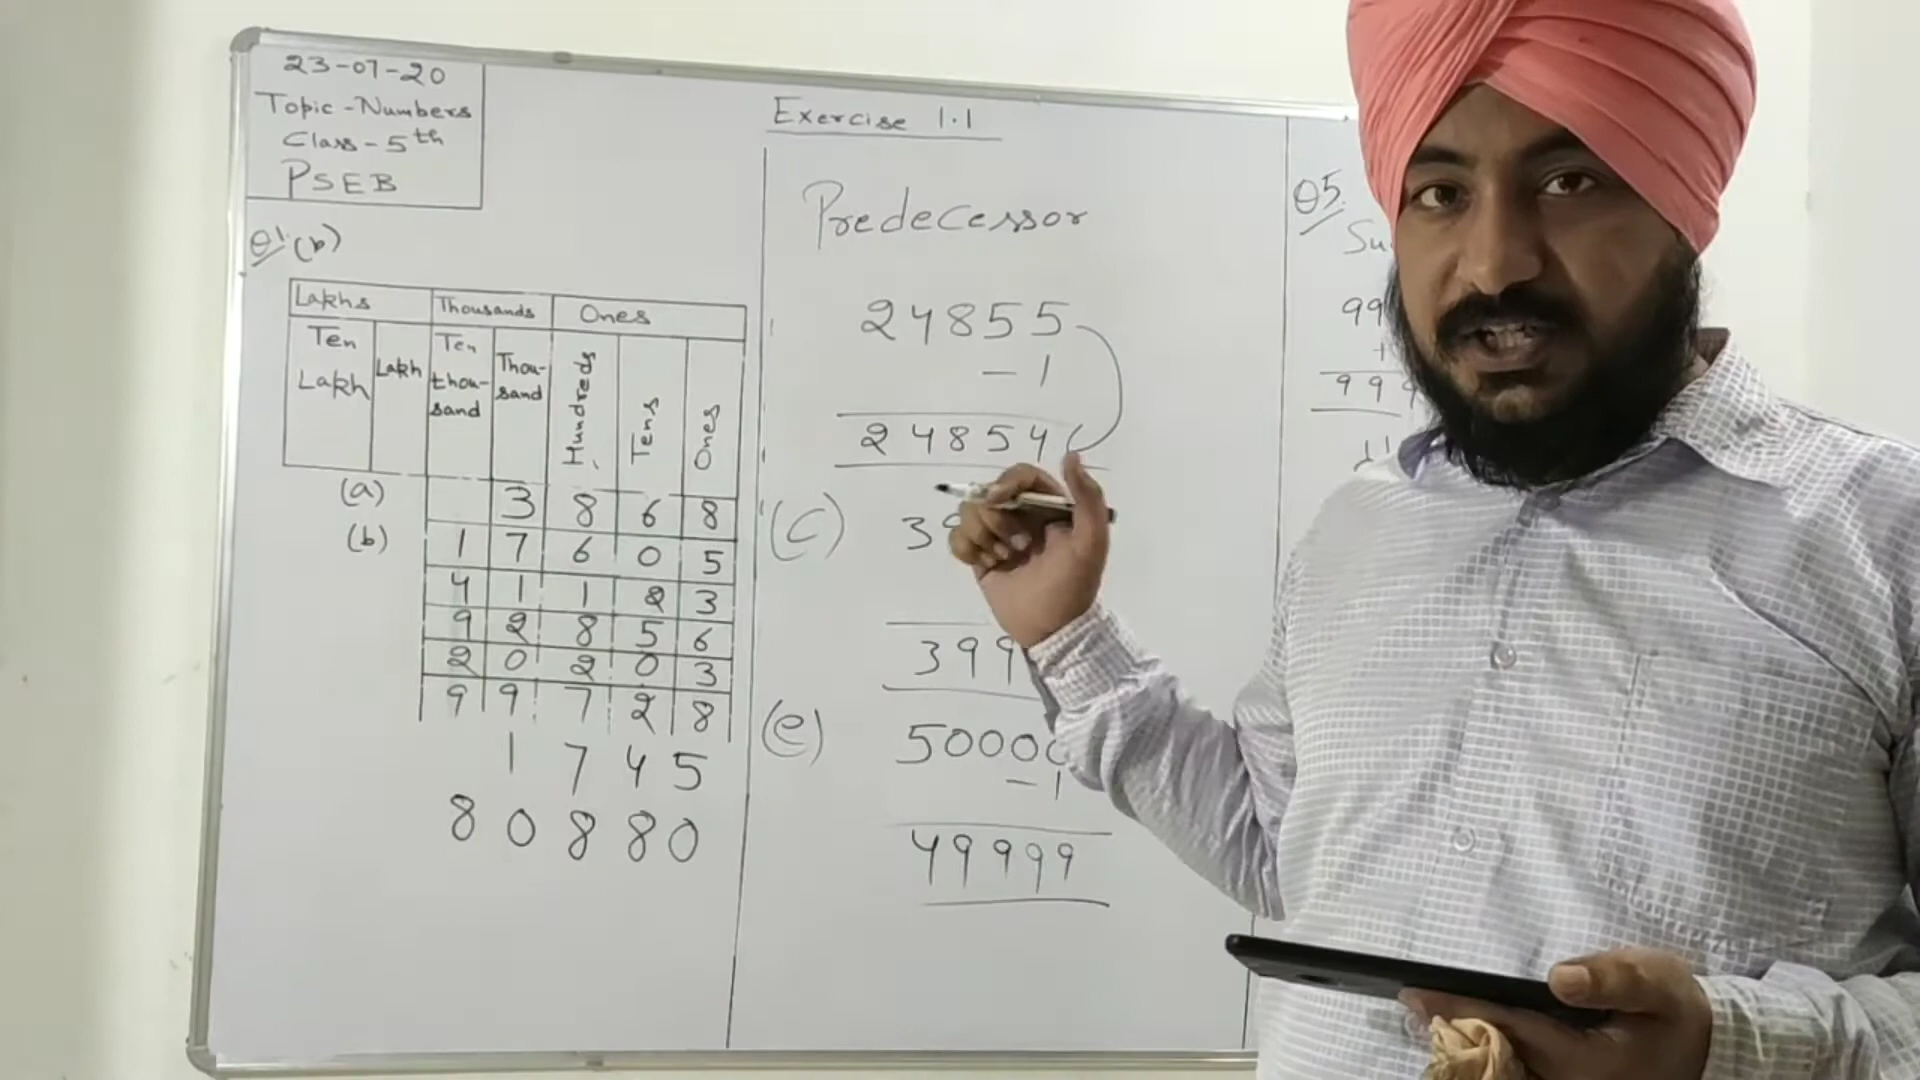 23-07-20
Topic - Numbers
Class - 5th
PSEB
Exercise 1.1
Q1. (b)
Lakhs Thousands Ones
Ten Lakh Lakh Ten thou-sand Thou-sand Hundreds Tens Ones
(a) 3 8 6 8
(b) 1 7 6 0 5
4 1 1 2 3
9 2 8 5 6
2 0 2 0 3
9 9 7 2 8
1 7 4 5
8 0 8 8 0
Predecessor
24855
-1
24854
(c)
399
(e) 50000
-1
49999
Q5.
Su
99
+
99